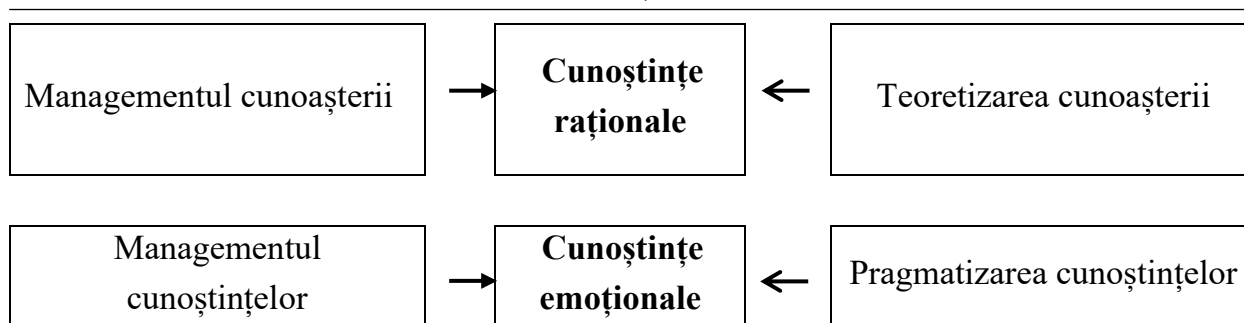 Managementul cunoașterii
Cunoștințe
raționale
Teoretizarea cunoașterii
Managementul
cunoștințelor
Cunoștințe
emoționale
Pragmatizarea cunoștințelor